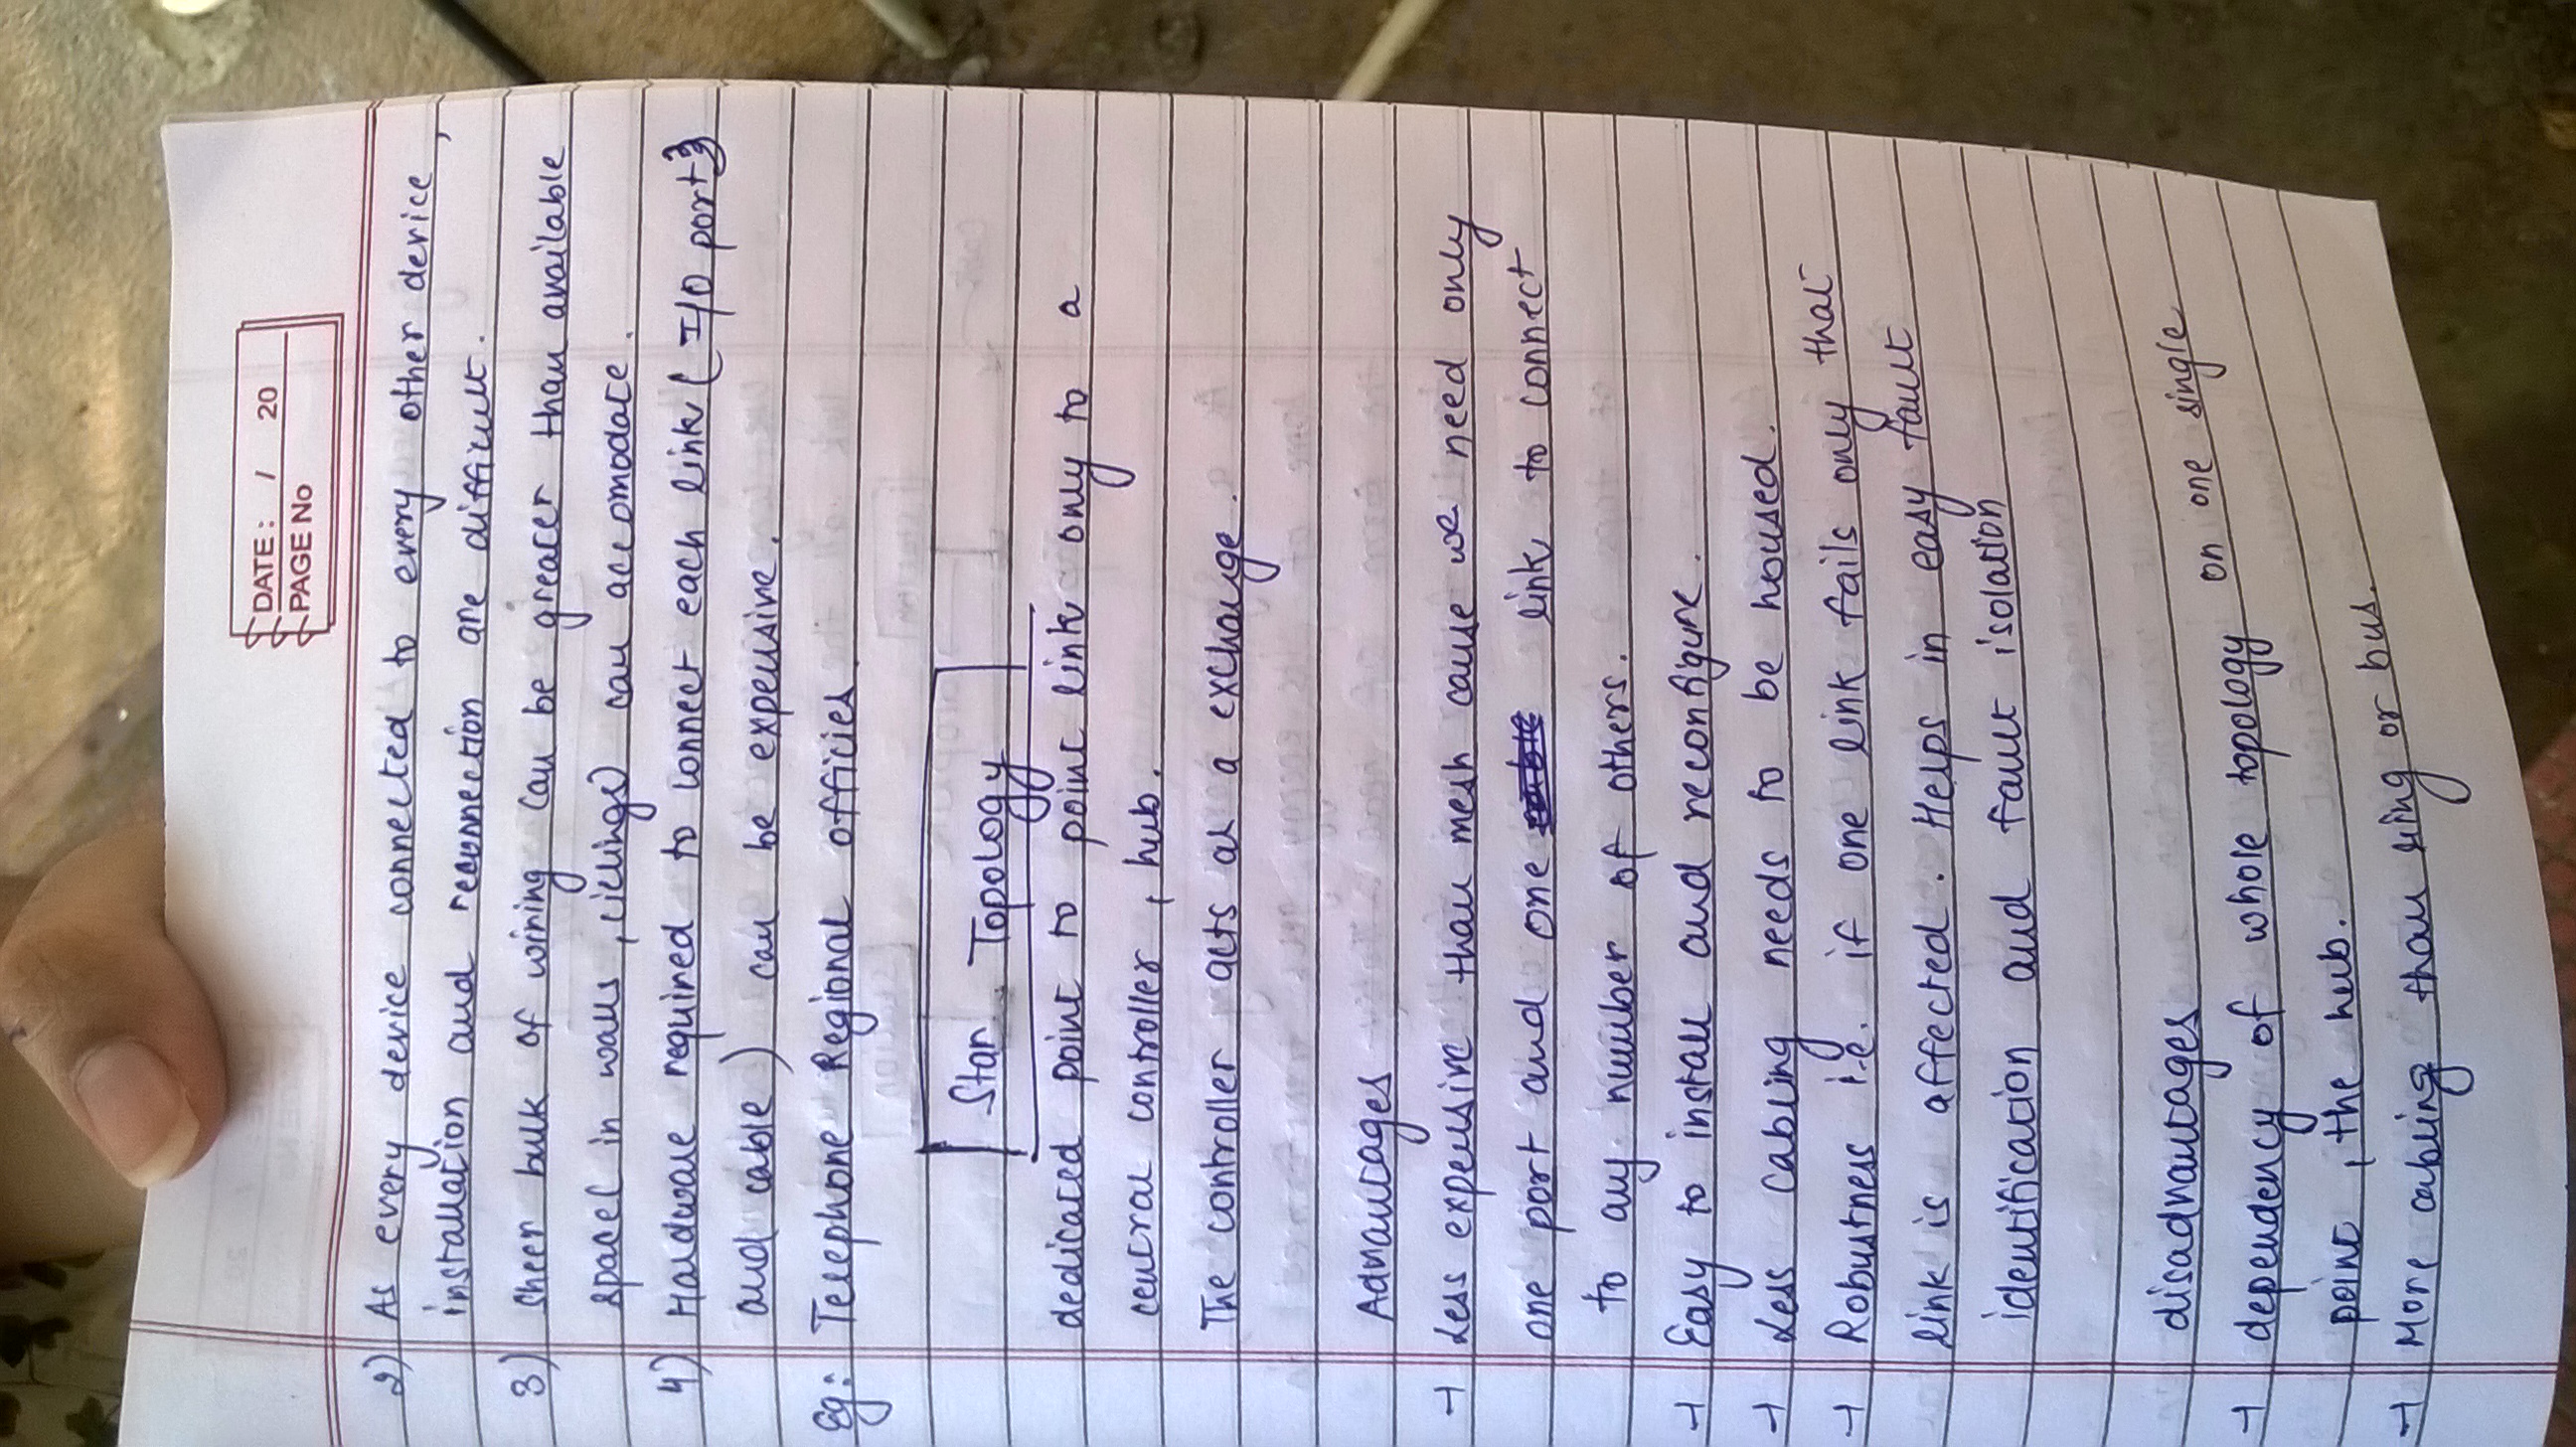 DATE: / 20
PAGE No
2) As every device connected to every other device,
installation and reconnection are difficult.
3) Sheer bulk of wiring can be greater than available
space( in walls, cielings) can accomodate.
4) Hardware required to connect each link ( I/O ports
and cable ) can be expensive.
Eg: Telephone Regional officies
Star Topology
dedicated point to point link only to a
central controller, hub.
The controller acts as a exchange.
Advantages
→ Less expensive than mesh cause we need only
one port and one link to connect
to any number of others.
→ Easy to install and reconfigure.
→ Less cabling needs to be housed.
→ Robustness i.e. if one link fails only that
link is affected. Helps in easy fault
identification and fault isolation
disadvantages
→ dependency of whole topology on one single
point, the hub.
→ More cabling than ring or bus.